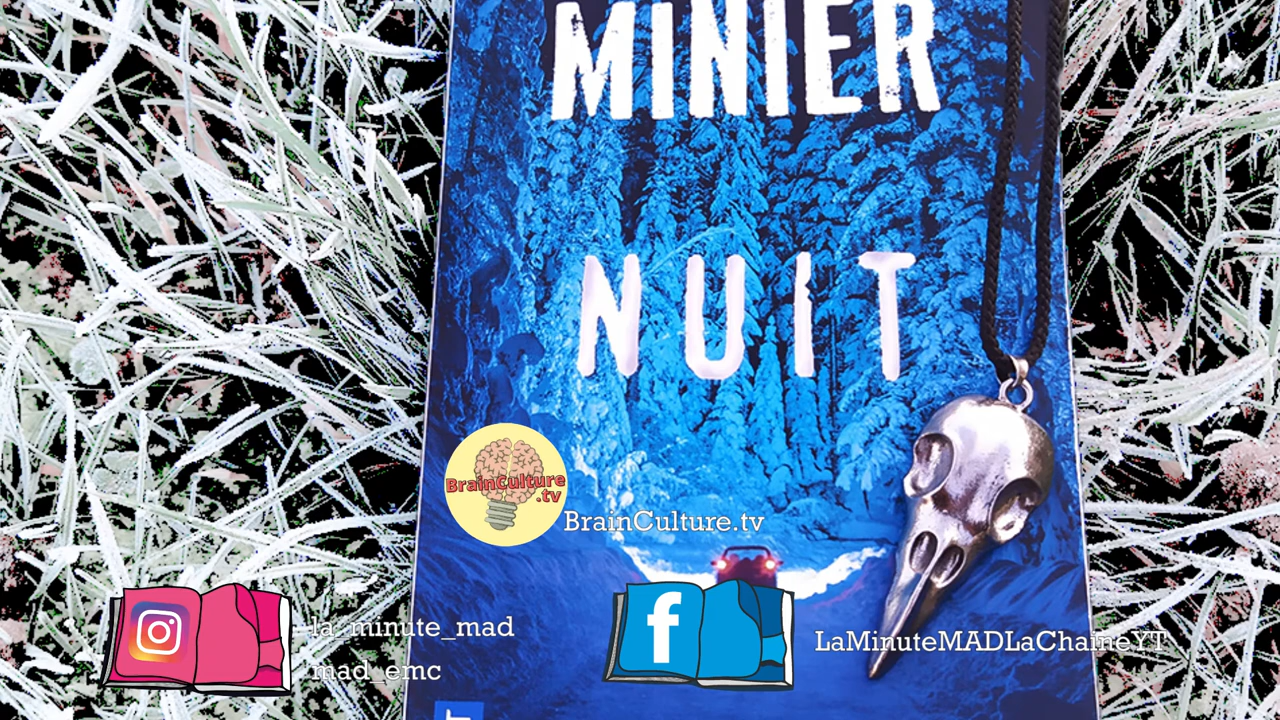 MINIER
NUIT
BrainCulture
.tv
BrainCulture.tv
la_minute_mad
mad_emc
f
LaMinuteMADLaChaineYT